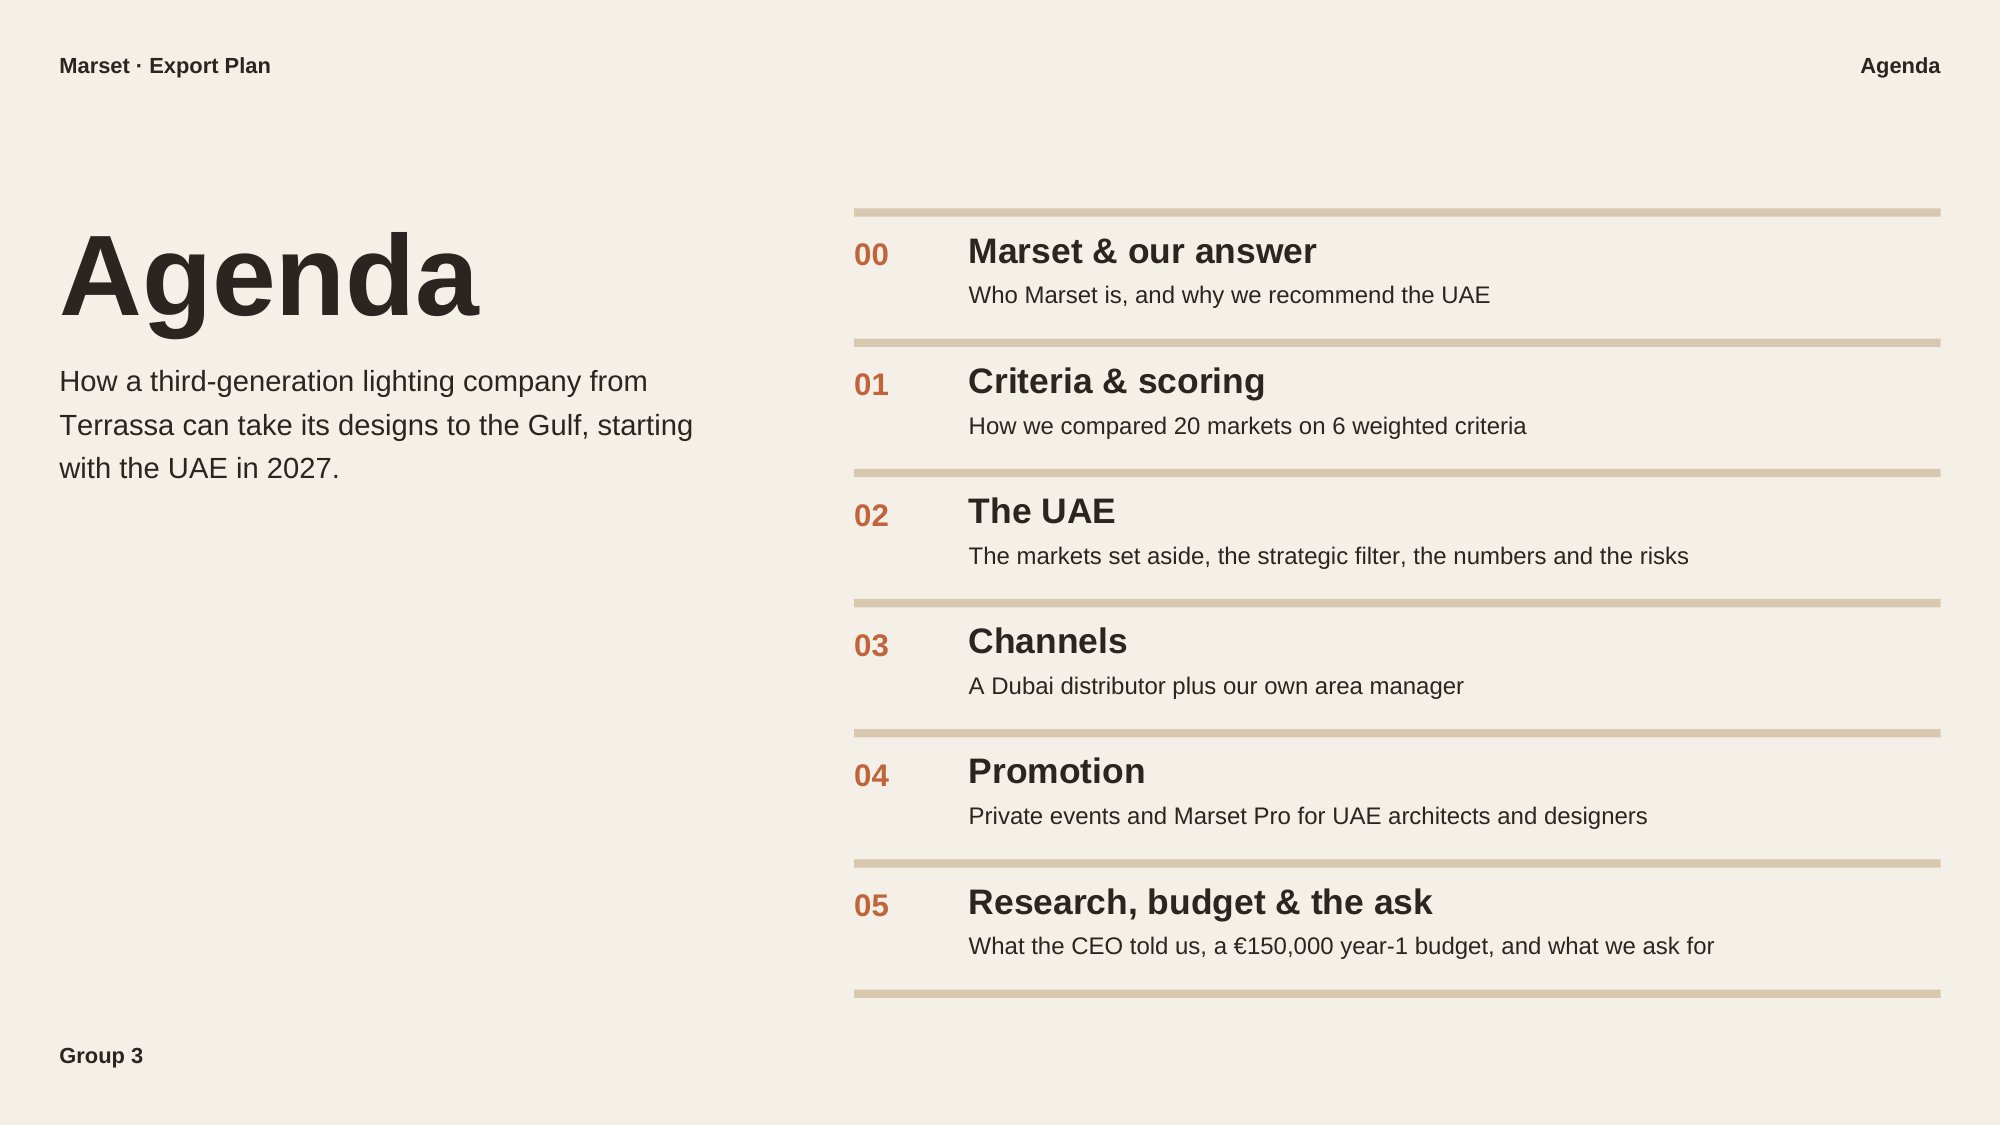 Marset · Export Plan
Agenda
Agenda
How a third-generation lighting company from
Terrassa can take its designs to the Gulf, starting
with the UAE in 2027.
00
Marset & our answer
Who Marset is, and why we recommend the UAE
01
Criteria & scoring
How we compared 20 markets on 6 weighted criteria
02
The UAE
The markets set aside, the strategic filter, the numbers and the risks
03
Channels
A Dubai distributor plus our own area manager
04
Promotion
Private events and Marset Pro for UAE architects and designers
05
Research, budget & the ask
What the CEO told us, a €150,000 year-1 budget, and what we ask for
Group 3